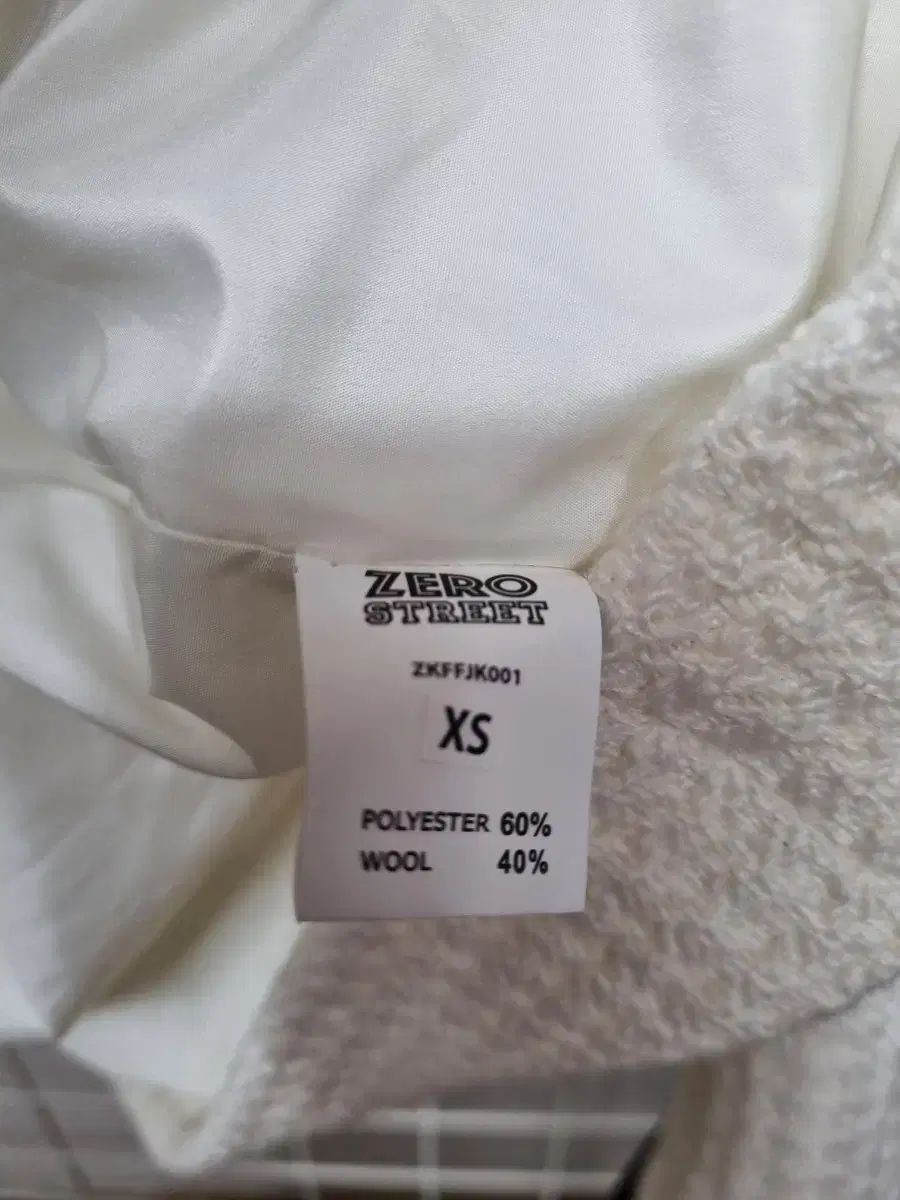 ZERO
STREET
ZKFFJK001
XS
POLYESTER 60%
WOOL 40%